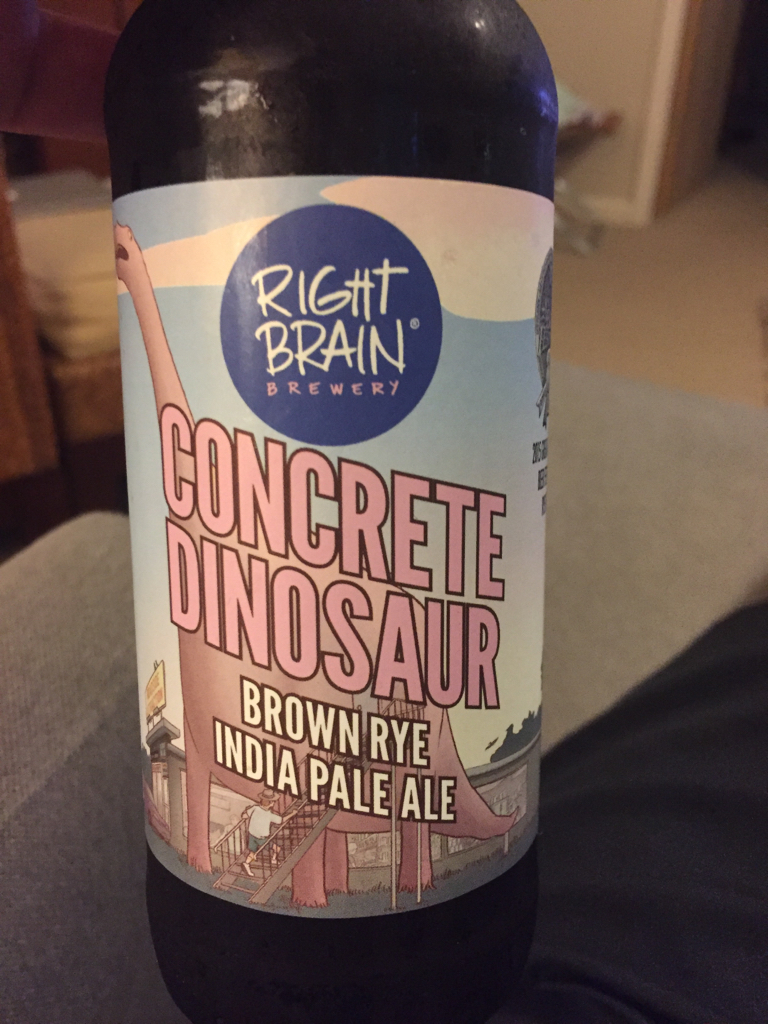 RIGHT
BRAIN®
BREWERY
CONCRETE
DINOSAUR
BROWN RYE
INDIA PALE ALE